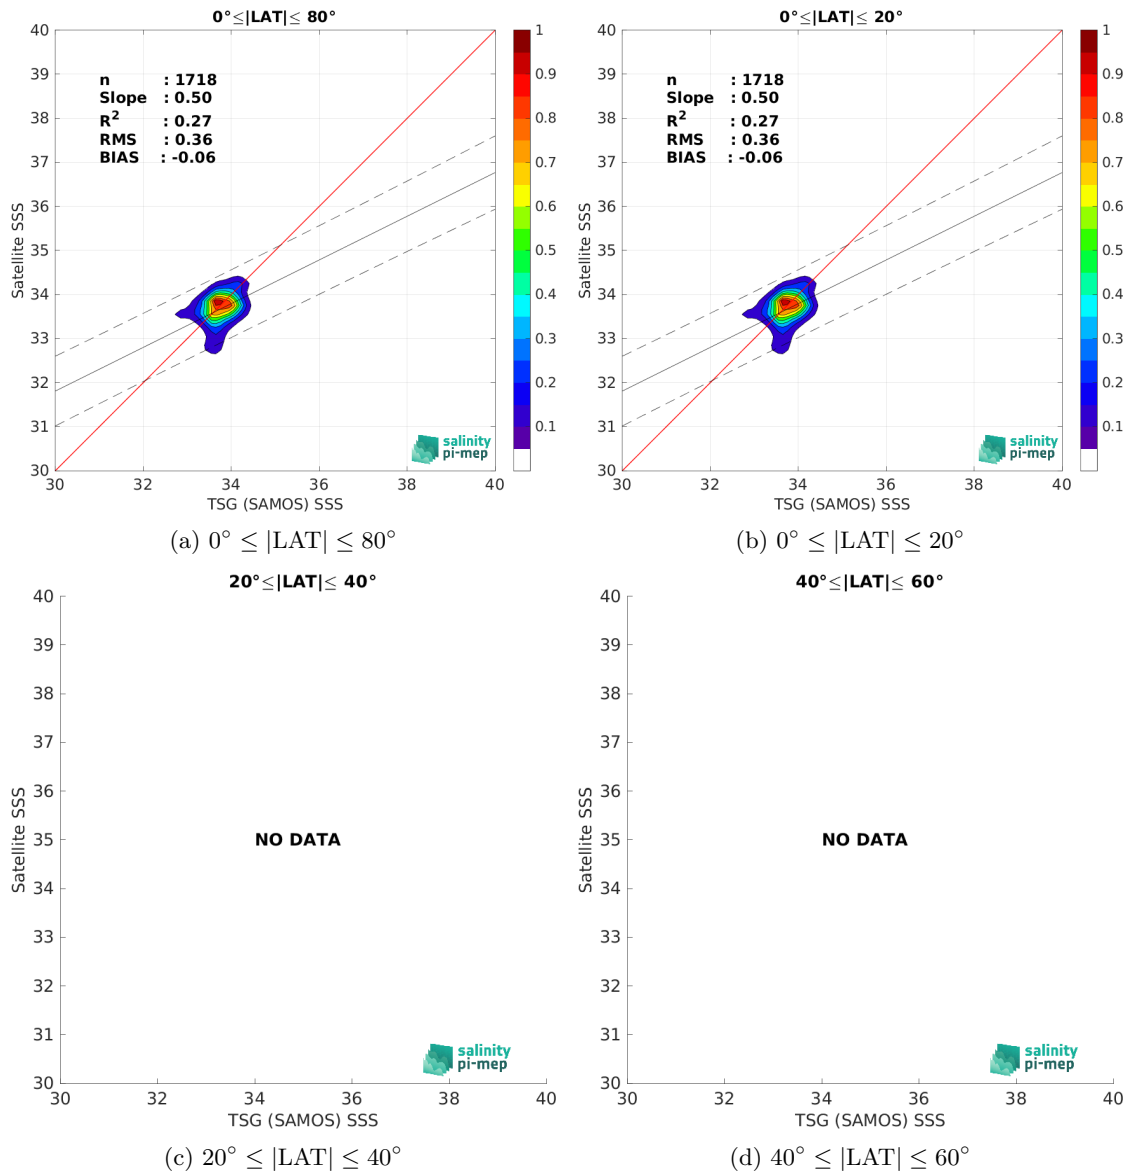 0°≤|LAT|≤ 80°
40
39
38
37
36
35
34
33
32
31
30
Satellite SSS
n : 1718
Slope : 0.50
R² : 0.27
RMS : 0.36
BIAS : -0.06
1
0.9
0.8
0.7
0.6
0.5
0.4
0.3
0.2
0.1
salinity
pi-mep
30 32 34 36 38 40
TSG (SAMOS) SSS
(a) 0° ≤ |LAT| ≤ 80°
0°≤|LAT|≤ 20°
40
39
38
37
36
35
34
33
32
31
30
Satellite SSS
n : 1718
Slope : 0.50
R² : 0.27
RMS : 0.36
BIAS : -0.06
1
0.9
0.8
0.7
0.6
0.5
0.4
0.3
0.2
0.1
salinity
pi-mep
30 32 34 36 38 40
TSG (SAMOS) SSS
(b) 0° ≤ |LAT| ≤ 20°
20°≤|LAT|≤ 40°
40
39
38
37
36
35
34
33
32
31
30
Satellite SSS
NO DATA
salinity
pi-mep
30 32 34 36 38 40
TSG (SAMOS) SSS
(c) 20° ≤ |LAT| ≤ 40°
40°≤|LAT|≤ 60°
40
39
38
37
36
35
34
33
32
31
30
Satellite SSS
NO DATA
salinity
pi-mep
30 32 34 36 38 40
TSG (SAMOS) SSS
(d) 40° ≤ |LAT| ≤ 60°